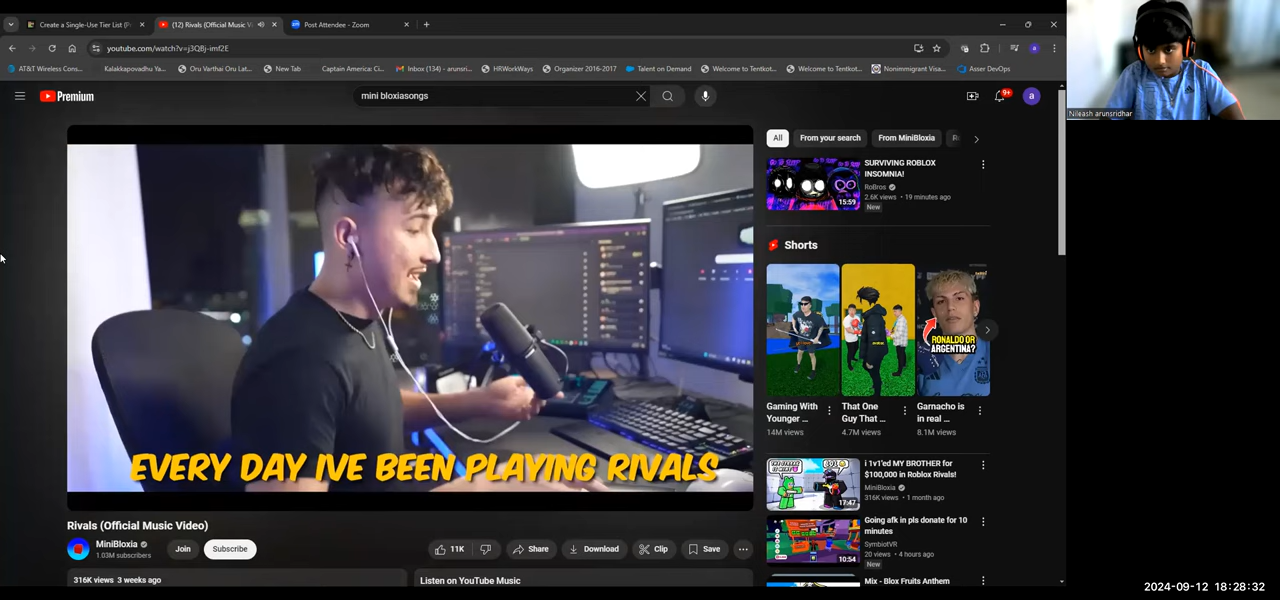 Create a Single-Use Tier List (P
(12) Rivals (Official Music Vi
Post Attendee - Zoom
youtube.com/watch?v=j3QBj-imf2E
AT&T Wireless Cons...
Kalakkapovadhu Ya...
Oru Varthai Oru Lat...
New Tab
Captain America: Ci...
Inbox (134) - arunsri...
HRWorkWays
Organizer 2016-2017
Talent on Demand
Welcome to Tentkot...
Welcome to Tentkot...
Nonimmigrant Visa...
Asser DevOps
Premium
mini bloxiasongs
9+
a
Nileash arunsridhar
All
From your search
From MiniBloxia
SURVIVING ROBLOX
INSOMNIA!
RoBros
2.6K views • 19 minutes ago
New
15:59
Shorts
RONALDO OR
ARGENTINA?
Gaming With
Younger ...
14M views
That One
Guy That ...
4.7M views
Garnacho is
in real ...
8.1M views
EVERY DAY IVE BEEN PLAYING RIVALS
i 1v1'ed MY BROTHER for
$100,000 in Roblox Rivals!
MiniBloxia
316K views • 1 month ago
17:47
Going afk in pls donate for 10
minutes
SymbiotVR
20 views • 4 hours ago
New
10:54
Mix - Blox Fruits Anthem
Rivals (Official Music Video)
MiniBloxia
1.03M subscribers
Join
Subscribe
11K
Share
Download
Clip
Save
316K views 3 weeks ago
Listen on YouTube Music
2024-09-12 18:28:32